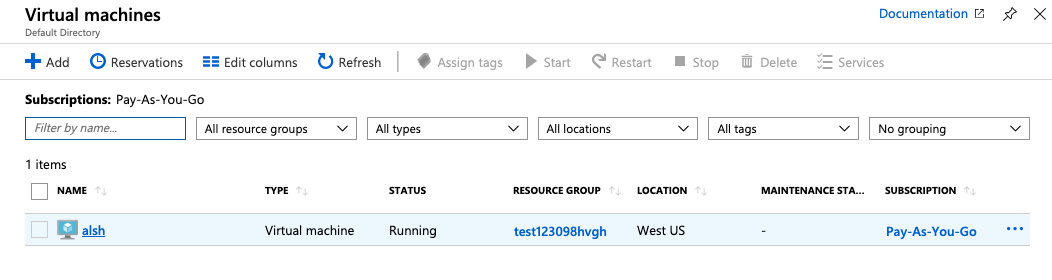 Virtual machines
Documentation
Default Directory
Add Reservations Edit columns Refresh Assign tags Start Restart Stop Delete Services
Subscriptions: Pay-As-You-Go
Filter by name... All resource groups All types All locations All tags No grouping
1 items
NAME TYPE STATUS RESOURCE GROUP LOCATION MAINTENANCE STA... SUBSCRIPTION
alsh Virtual machine Running test123098hvgh West US - Pay-As-You-Go